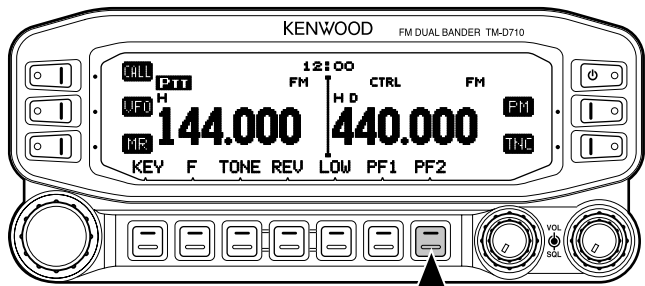 KENWOOD FM DUAL BANDER TM-D710
12:00
CALL PTT FM CTRL FM
VFO H H D PM
144.000 440.000
MR TNC
KEY F TONE REV LOW PF1 PF2
VOL
SQL